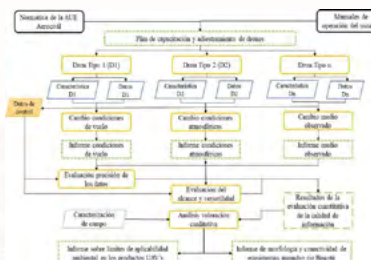 Normativa de la AUE
Aerocivil
Manuales de
operación del
Plan de capacitación y adiestramiento de drones
Dron Tipo 1 (D1)
Dron Tipo 2 (D2)
Dron Tipo n
Característica
D1
Datos
D1
Característica
D2
Datos
D2
Característica
Dn
Datos
Dn
Datos de
control
Cambio condiciones
de vuelo
Cambio condiciones
atmosféricas
Cambio medio
observado
Informe condiciones
de vuelo
Informe condiciones
atmosféricas
Informe medio
observado
Evaluación precisión de
los datos
Evaluación del
alcance y versatilidad
Resultados de la
evaluación cuantitativa
de la calidad de
información
Caracterización
de campo
Análisis valoración
cualitativa
Informe sobre límites de aplicabilidad
ambiental en los productos UAV's
Informe de morfología y conectividad de